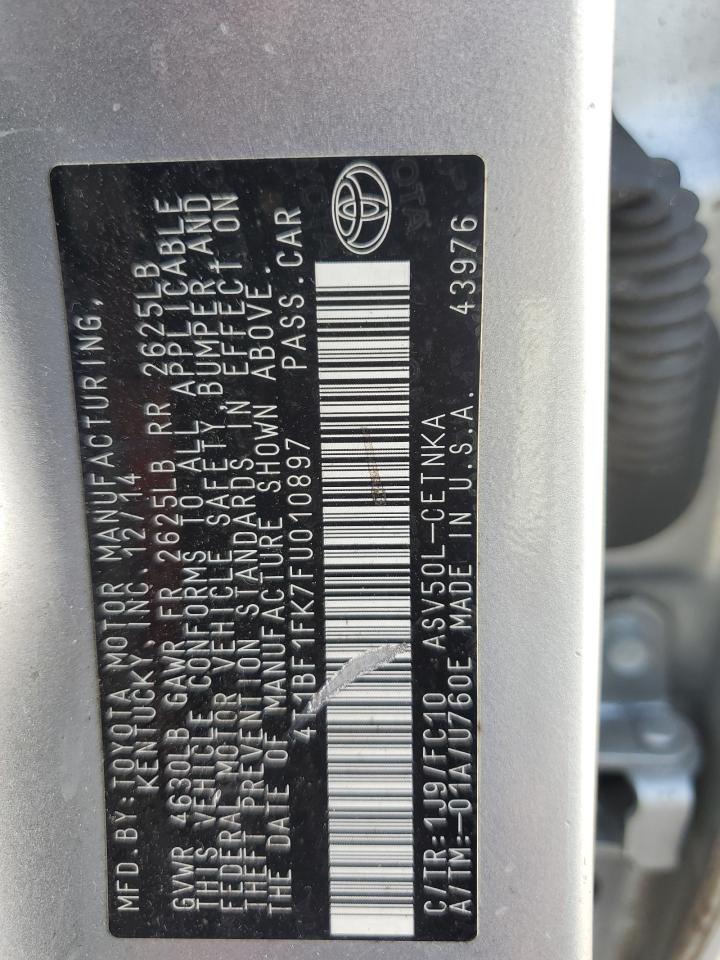 MFD BY:TOYOTA MOTOR MANUFACTURING,
KENTUCKY, INC.12/14
GVWR 4630LB GAWR FR 2625LB RR 2625LB
THIS VEHICLE CONFORMS TO ALL APPLICABLE
FEDERAL MOTOR VEHICLE SAFETY, BUMPER, AND
THEFT PREVENTION STANDARDS IN EFFECT ON
THE DATE OF MANUFACTURE SHOWN ABOVE.
4T1BF1FK7FU010897 PASS.CAR
C/TR:1J9/FC10 ASV50L-CETNKA
A/TM:-01A/U760E MADE IN U.S.A. 43976